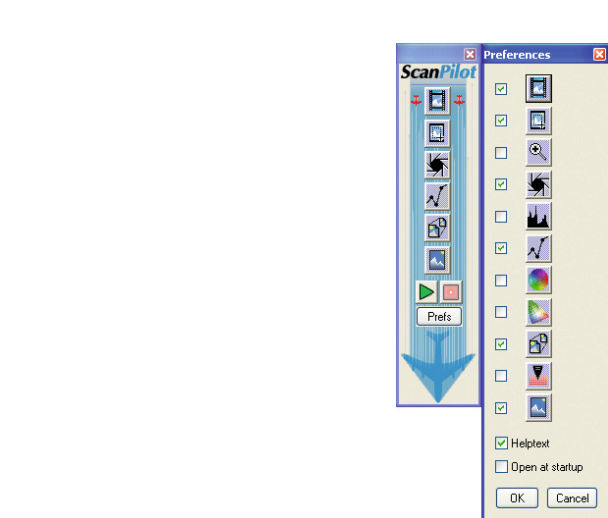 ScanPilot
Prefs
Preferences
Helptext
Open at startup
OK
Cancel